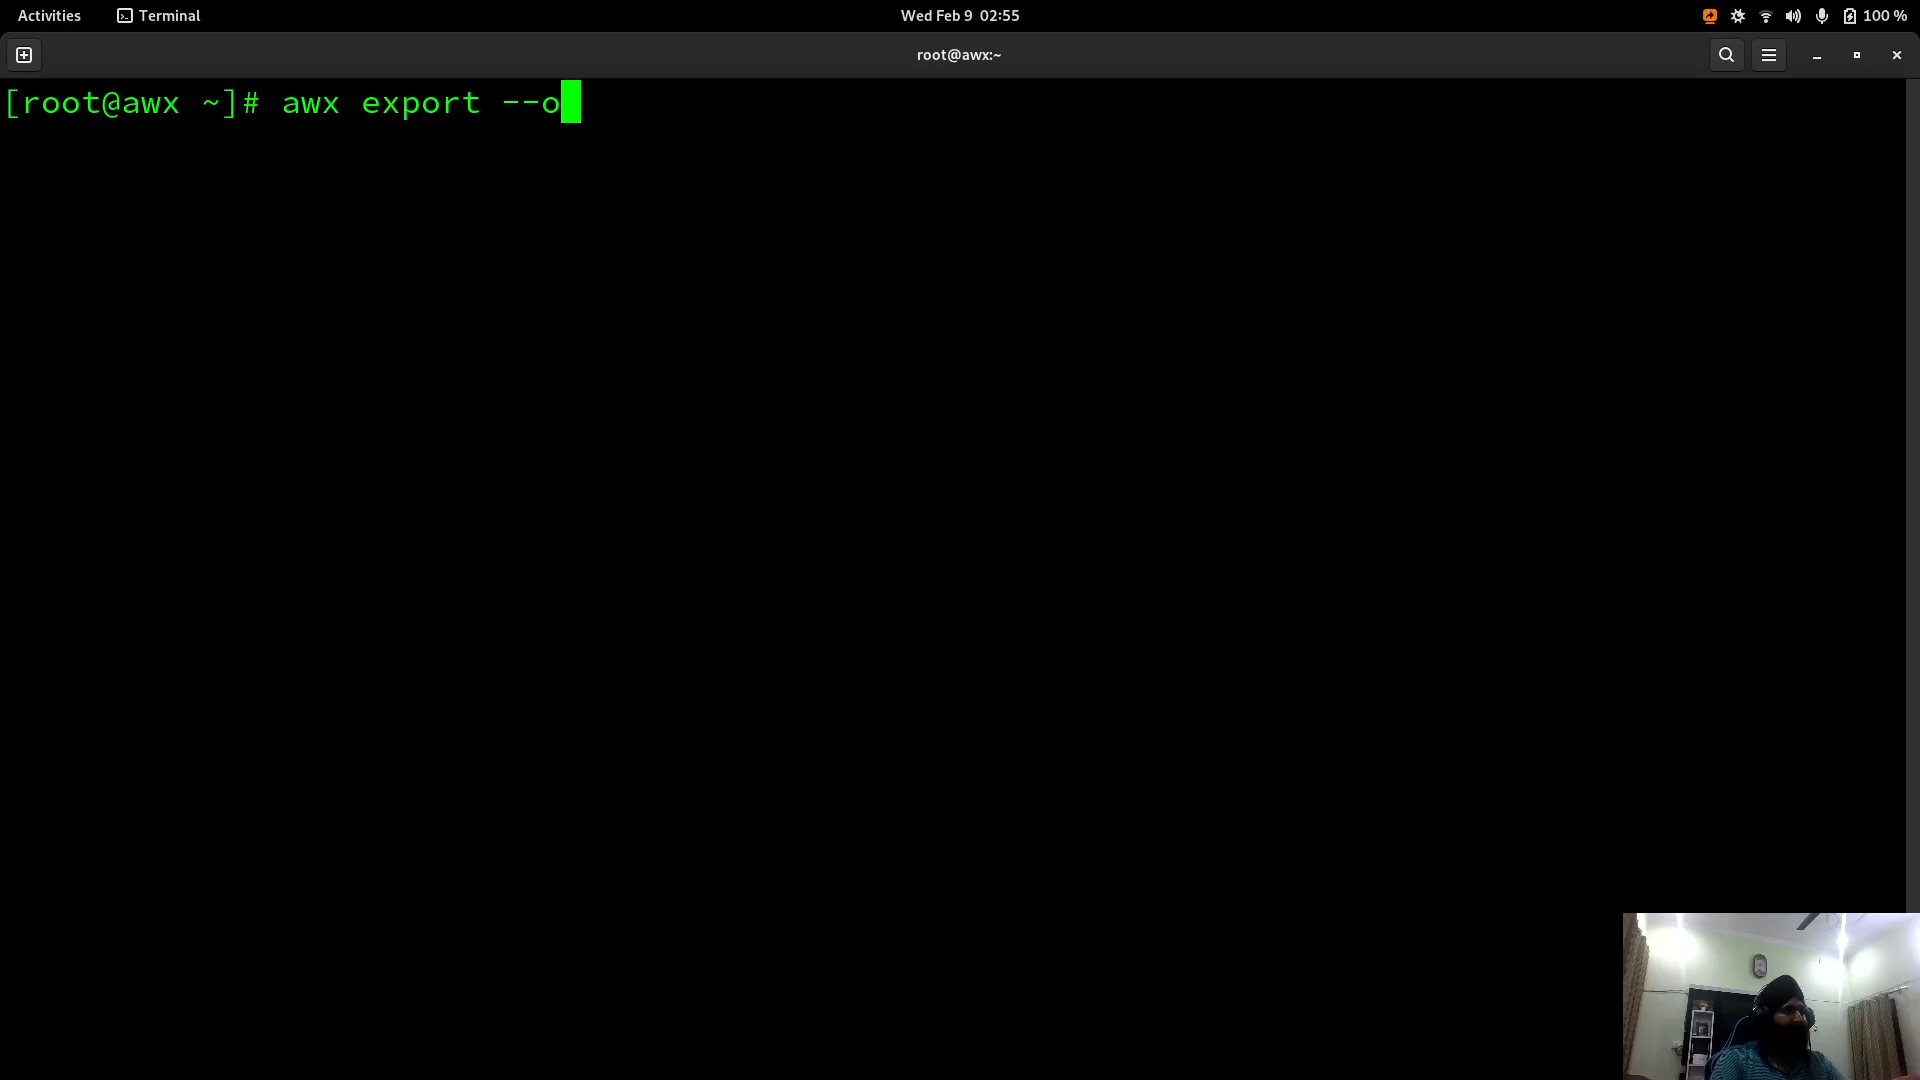 Activities Terminal Wed Feb 9 02:55 100 %
root@awx:~
[root@awx ~]# awx export --o